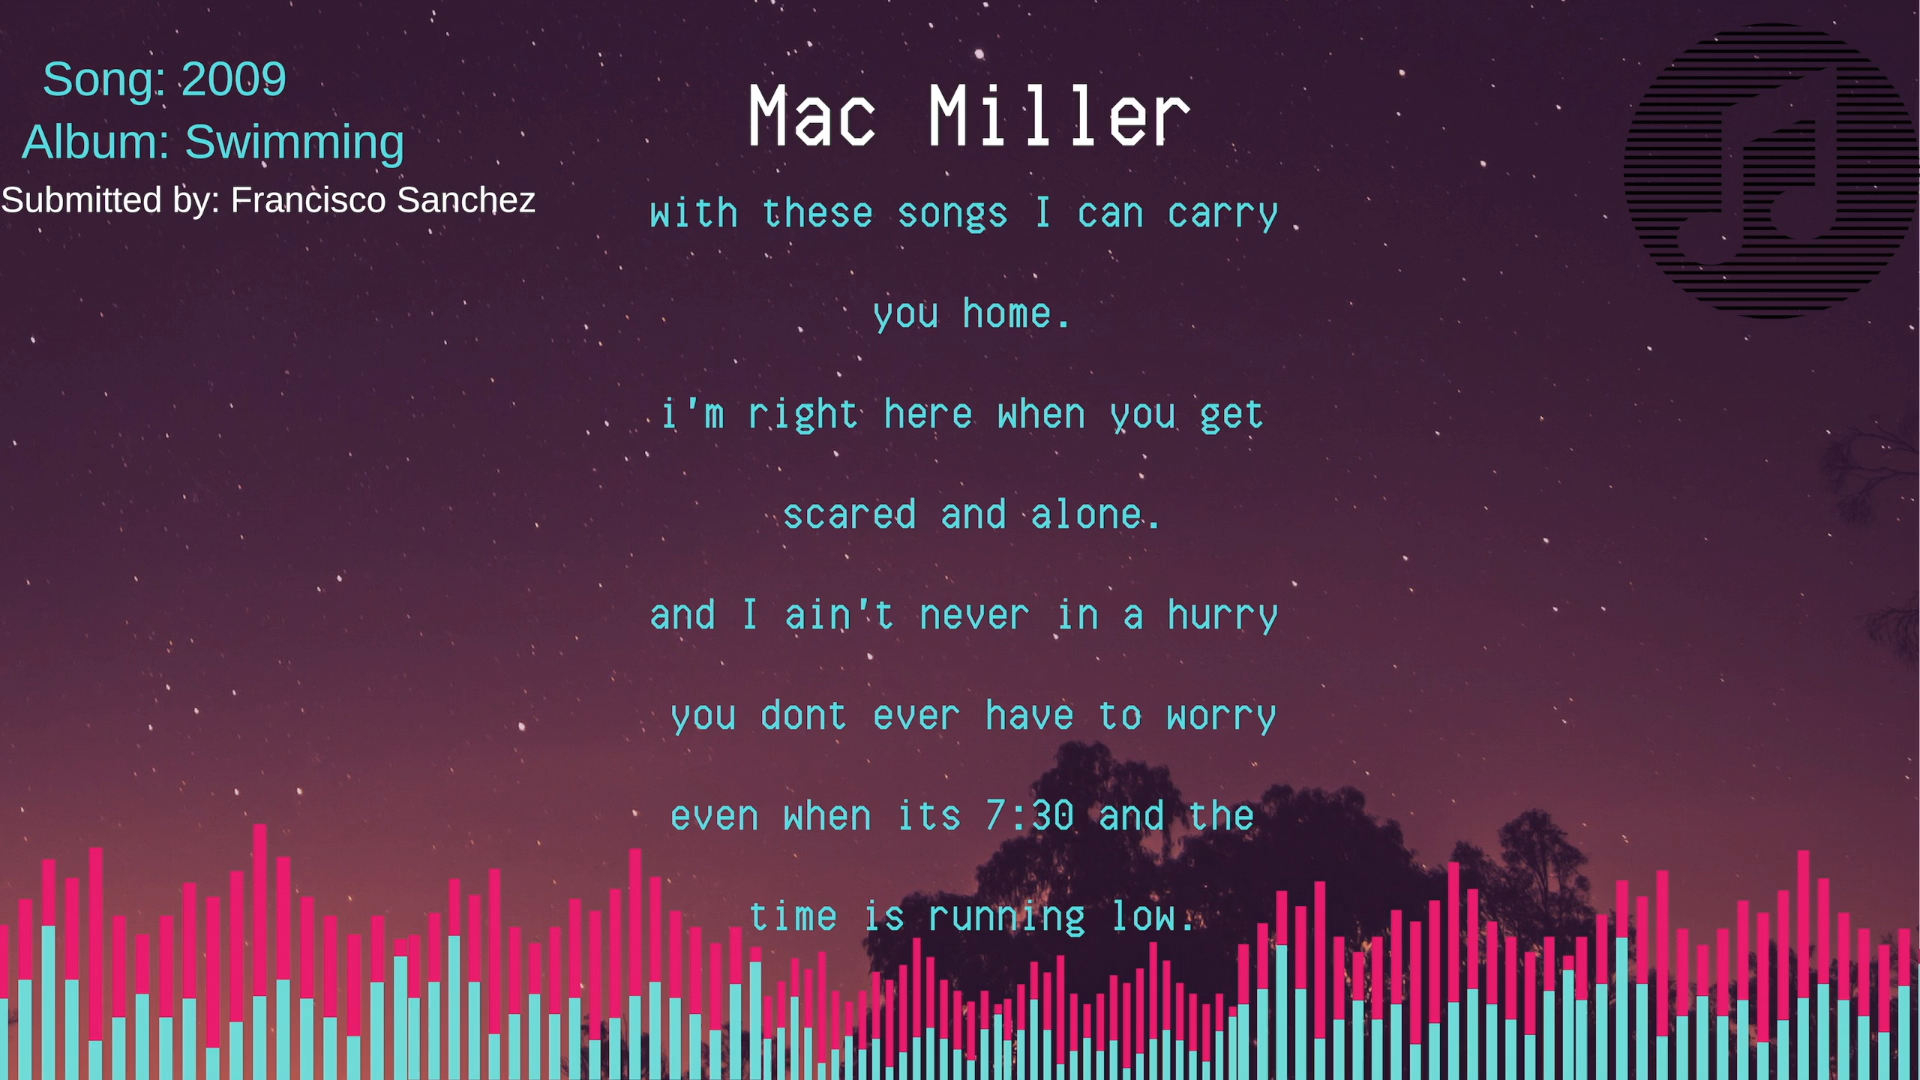 Song: 2009
Album: Swimming
Submitted by: Francisco Sanchez
Mac Miller
with these songs I can carry
you home.
i'm right here when you get
scared and alone.
and I ain't never in a hurry
you dont ever have to worry
even when its 7:30 and the
time is running low.